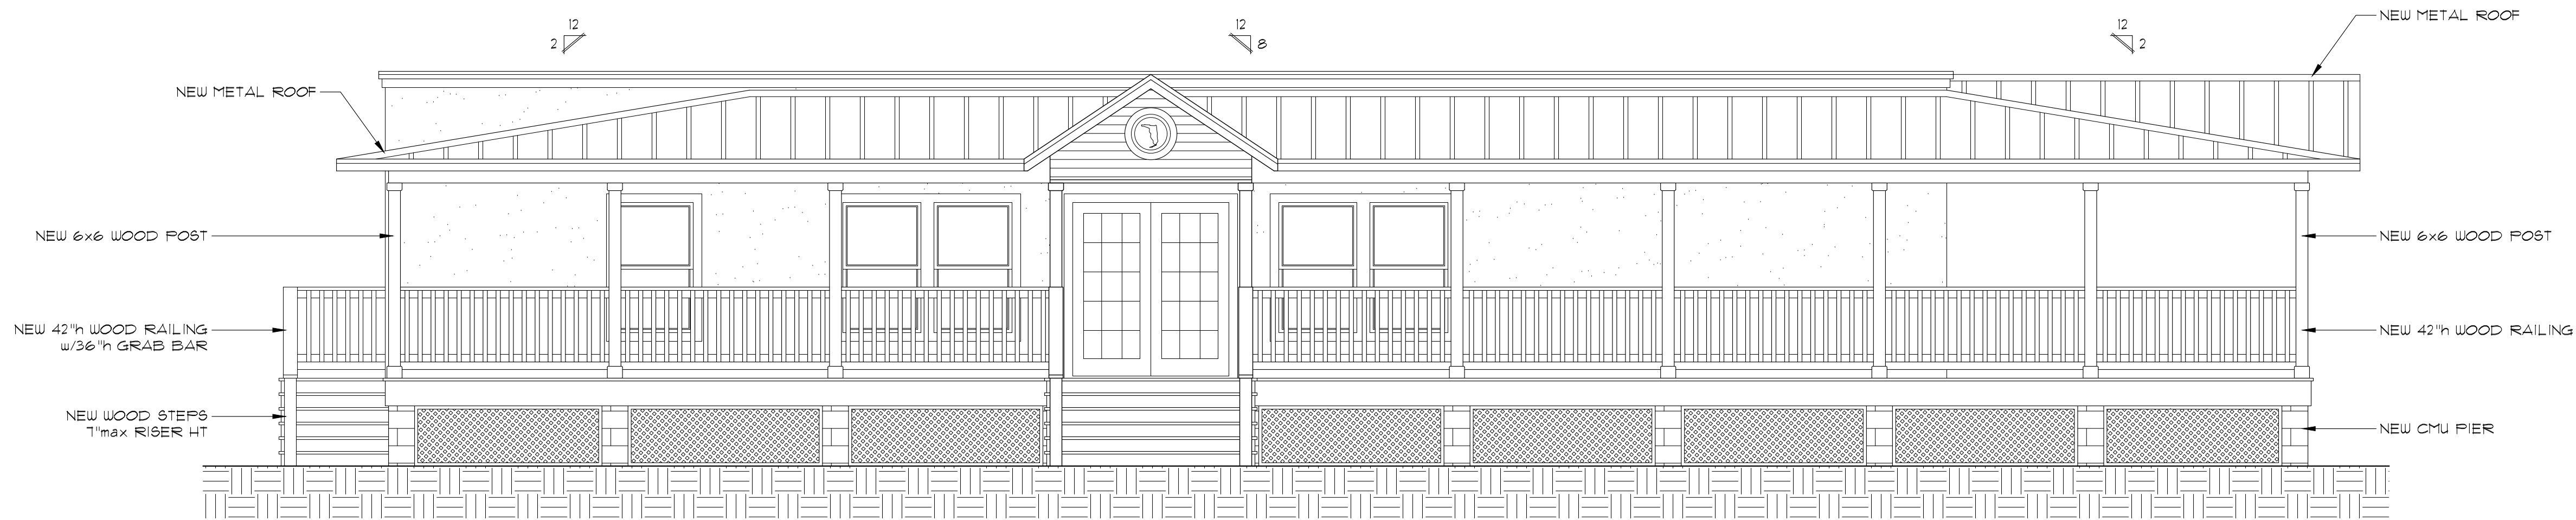 12
2
12
8
12
2
NEW METAL ROOF
NEW METAL ROOF
NEW 6x6 WOOD POST
NEW 6x6 WOOD POST
NEW 42"h WOOD RAILING
w/36"h GRAB BAR
NEW 42"h WOOD RAILING
NEW WOOD STEPS
7"max RISER HT
NEW CMU PIER